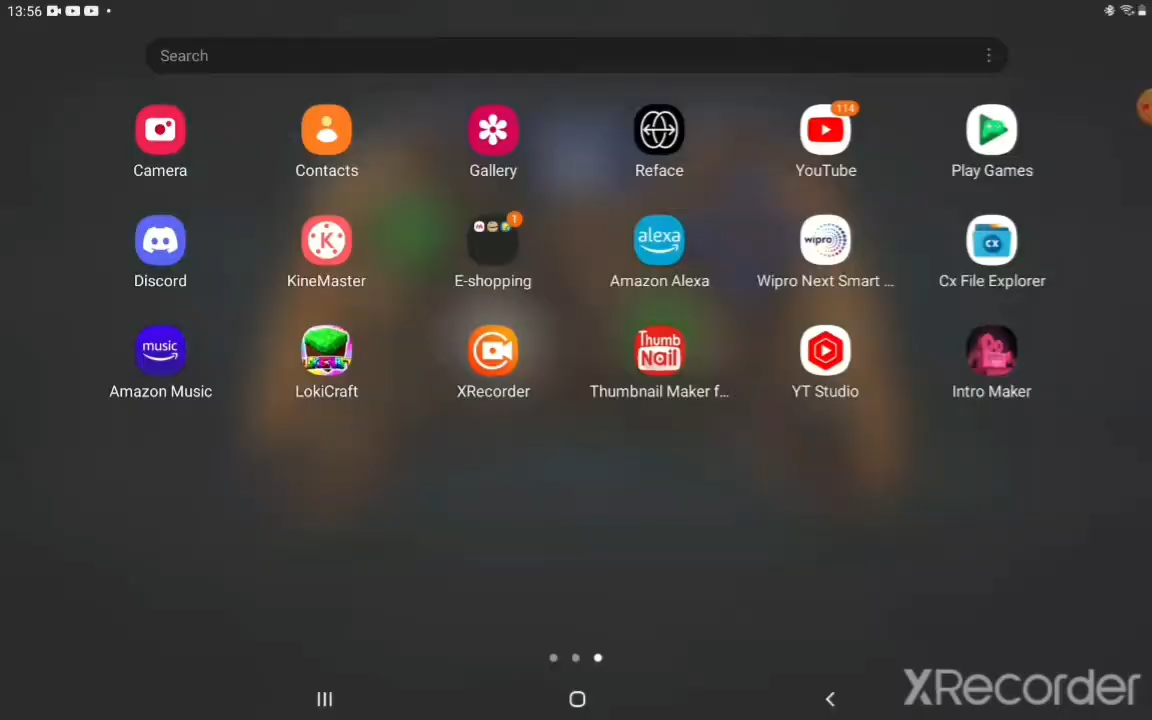 13:56
Search
114
Camera
Contacts
Gallery
Reface
YouTube
Play Games
K
1
alexa
wipro
CX
Discord
KineMaster
E-shopping
Amazon Alexa
Wipro Next Smart ...
Cx File Explorer
music
Thumb
Nail
Amazon Music
LokiCraft
XRecorder
Thumbnail Maker f...
YT Studio
Intro Maker
XRecorder